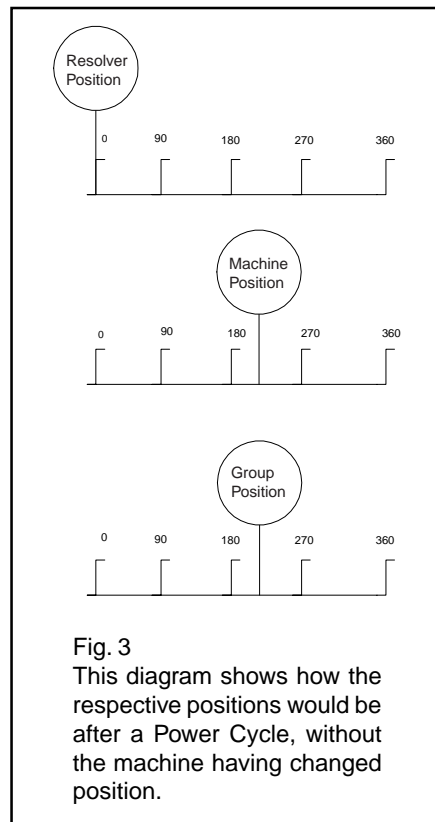 Resolver
Position
0 90 180 270 360
Machine
Position
0 90 180 270 360
Group
Position
0 90 180 270 360
Fig. 3
This diagram shows how the
respective positions would be
after a Power Cycle, without
the machine having changed
position.